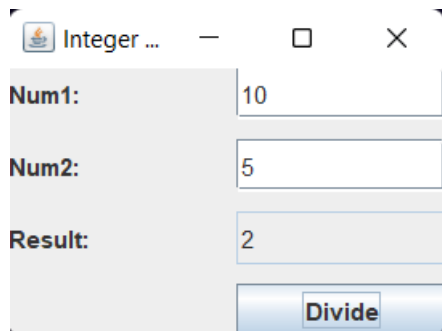 Integer ...
Num1: 10
Num2: 5
Result: 2
Divide